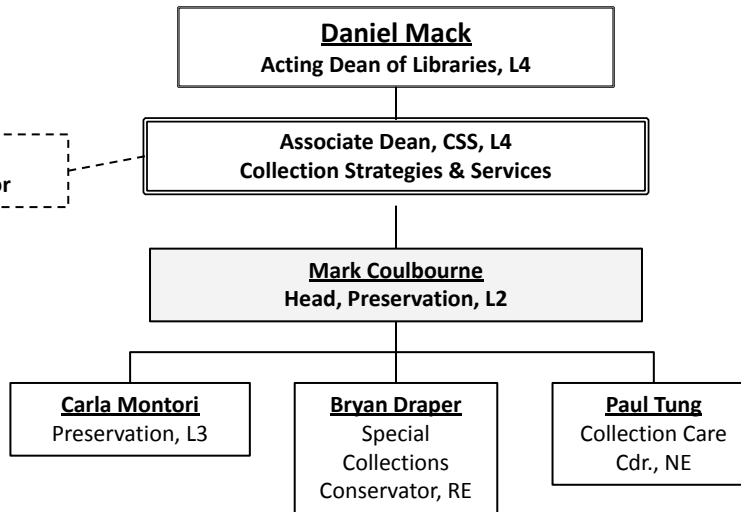 Daniel Mack
Acting Dean of Libraries, L4
Associate Dean, CSS, L4
Collection Strategies & Services
or
Mark Coulbourne
Head, Preservation, L2
Carla Montori
Preservation, L3
Bryan Draper
Special
Collections
Conservator, RE
Paul Tung
Collection Care
Cdr., NE